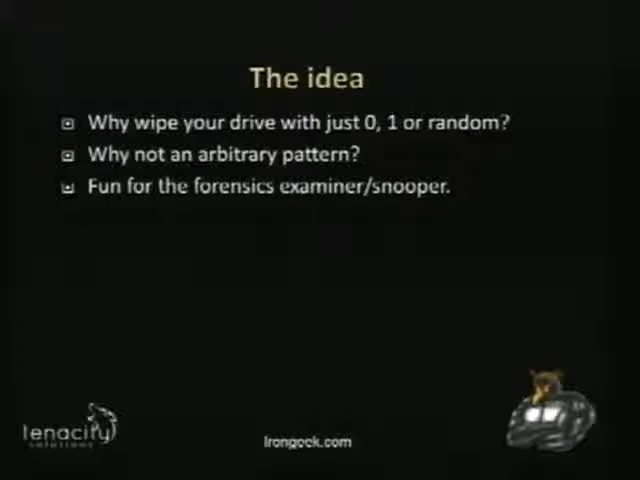 The idea
Why wipe your drive with just 0, 1 or random?
Why not an arbitrary pattern?
Fun for the forensics examiner/snooper.
tenacity
solutions
Irongeek.com